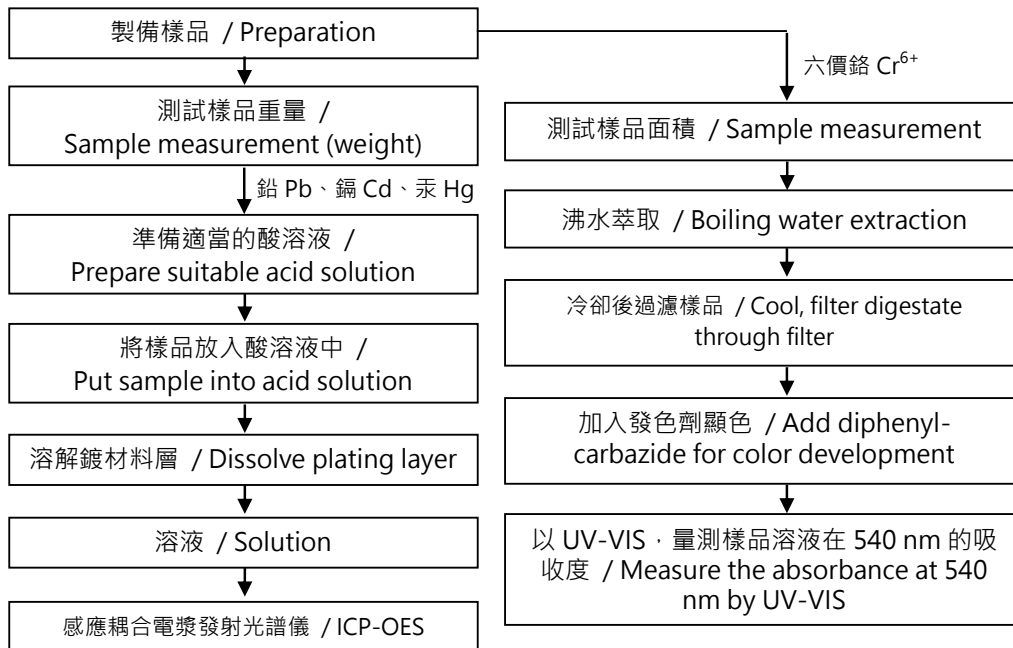 製備樣品 / Preparation
測試樣品重量 /
Sample measurement (weight)
鉛 Pb、鎘 Cd、汞 Hg
準備適當的酸溶液 /
Prepare suitable acid solution
將樣品放入酸溶液中 /
Put sample into acid solution
溶解鍍材料層 / Dissolve plating layer
溶液 / Solution
感應耦合電漿發射光譜儀 / ICP-OES
六價鉻 Cr⁶⁺
測試樣品面積 / Sample measurement
沸水萃取 / Boiling water extraction
冷卻後過濾樣品 / Cool, filter digestate
through filter
加入發色劑顯色 / Add diphenyl-
carbazide for color development
以 UV-VIS，量測樣品溶液在 540 nm 的吸
收度 / Measure the absorbance at 540
nm by UV-VIS